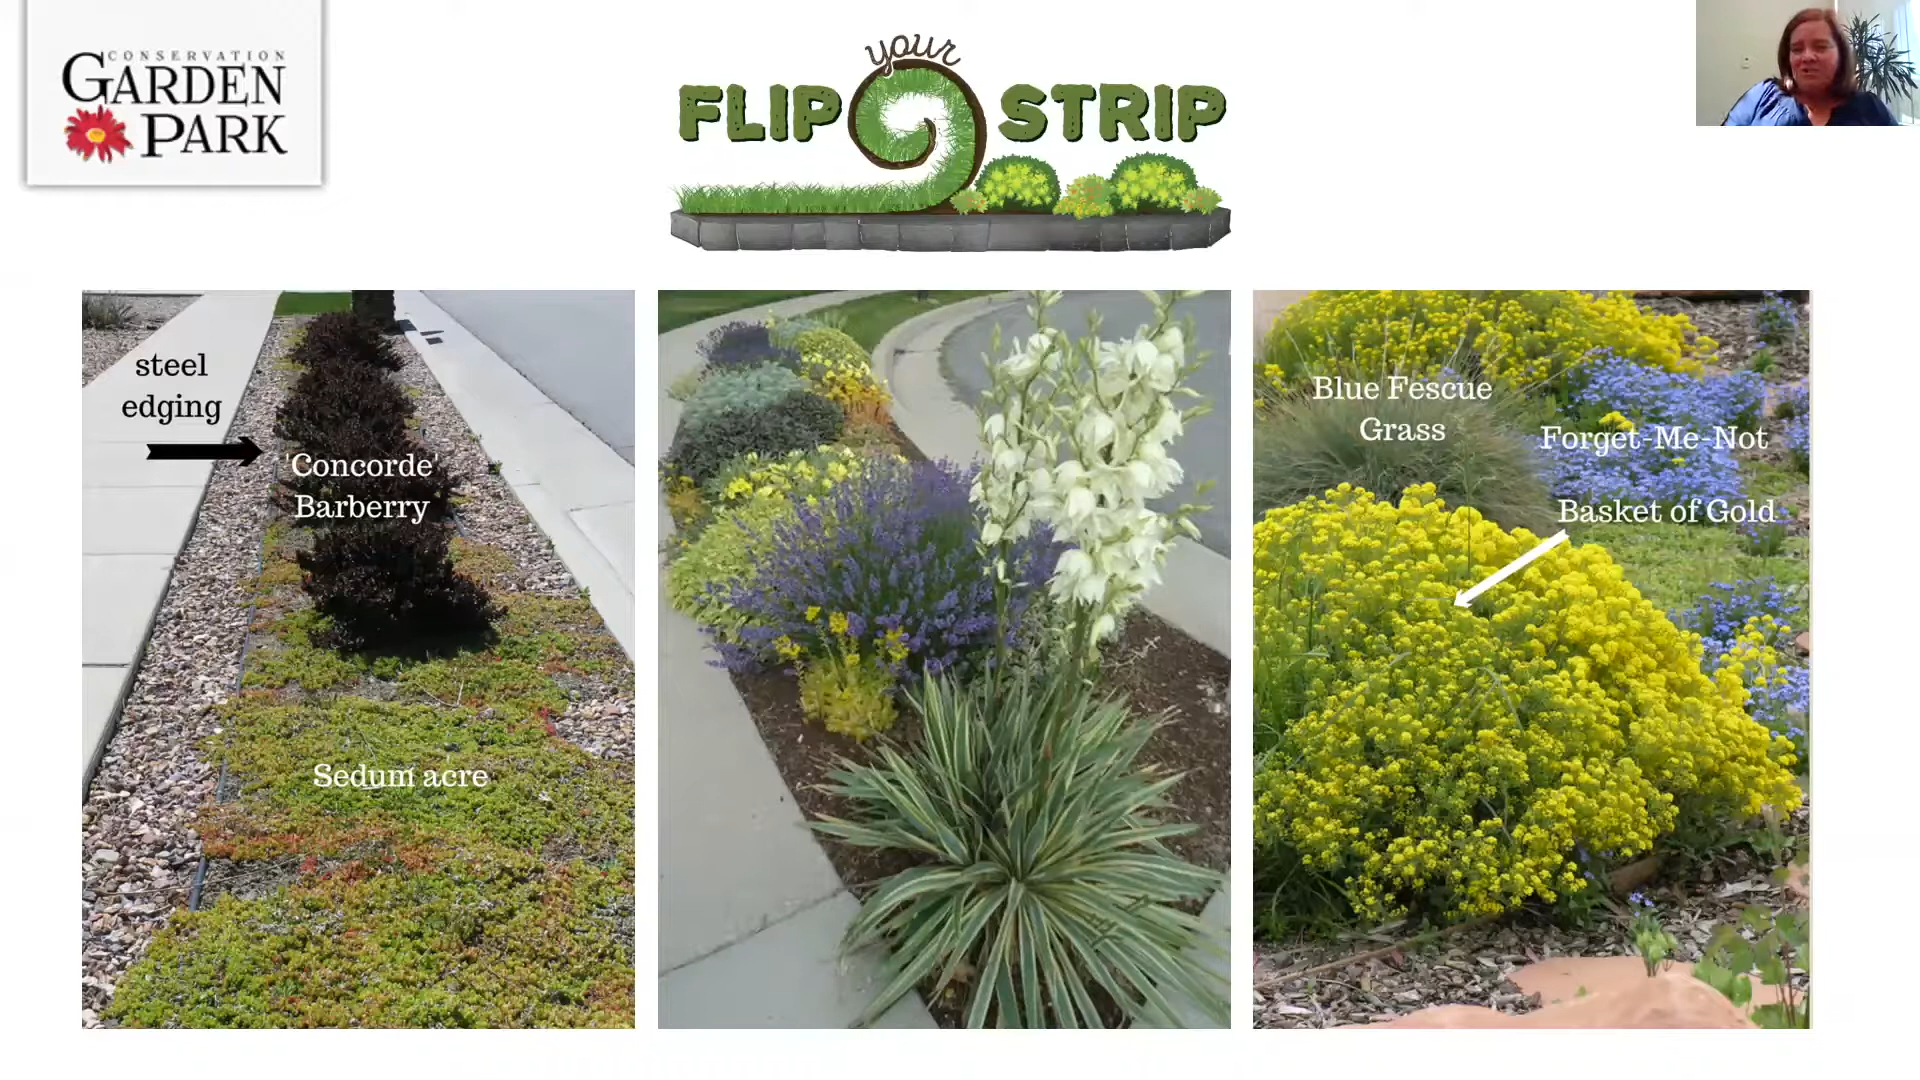 CONSERVATION
GARDEN
PARK
your
FLIP STRIP
steel
edging
'Concorde'
Barberry
Sedum acre
Blue Fescue
Grass
Forget-Me-Not
Basket of Gold